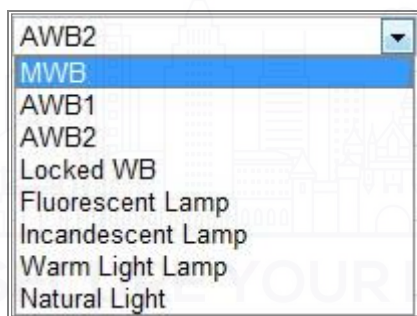 AWB2
MWB
AWB1
AWB2
Locked WB
Fluorescent Lamp
Incandescent Lamp
Warm Light Lamp
Natural Light